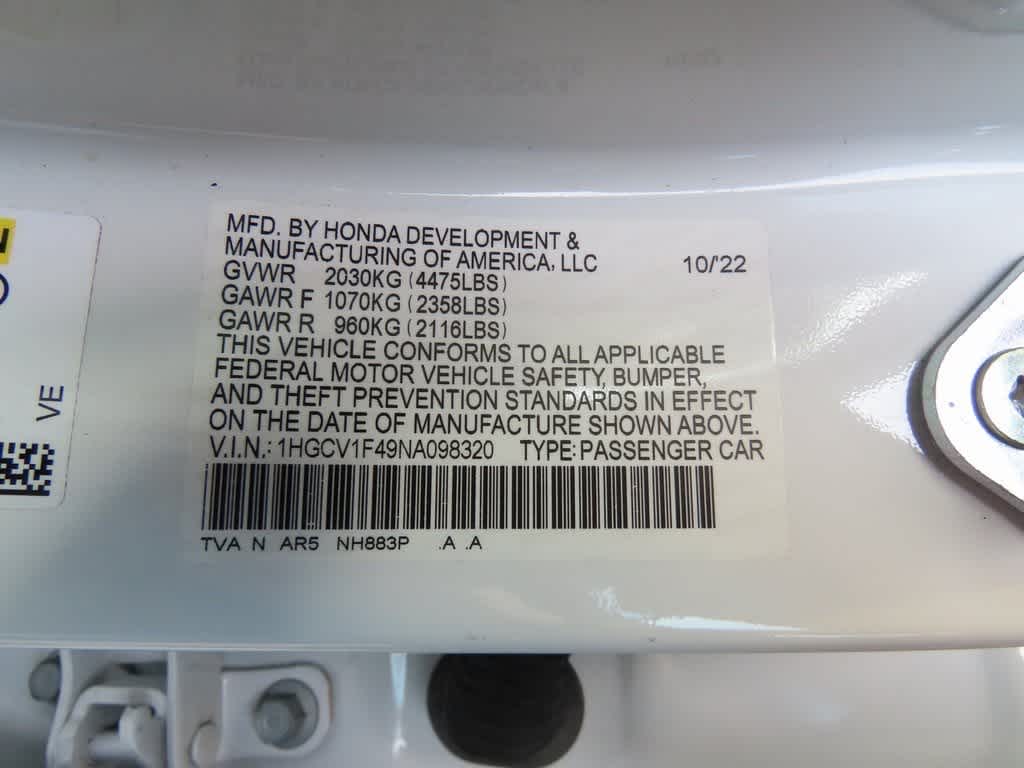 MFD. BY HONDA DEVELOPMENT &
MANUFACTURING OF AMERICA, LLC 10/'22
GVWR 2030KG (4475LBS)
GAWR F 1070KG (2358LBS)
GAWR R 960KG (2116LBS)
THIS VEHICLE CONFORMS TO ALL APPLICABLE
FEDERAL MOTOR VEHICLE SAFETY, BUMPER,
AND THEFT PREVENTION STANDARDS IN EFFECT
ON THE DATE OF MANUFACTURE SHOWN ABOVE.
V.I.N.: 1HGCV1F49NA098320 TYPE: PASSENGER CAR
TVA N AR5 NH883P .A .A
VE